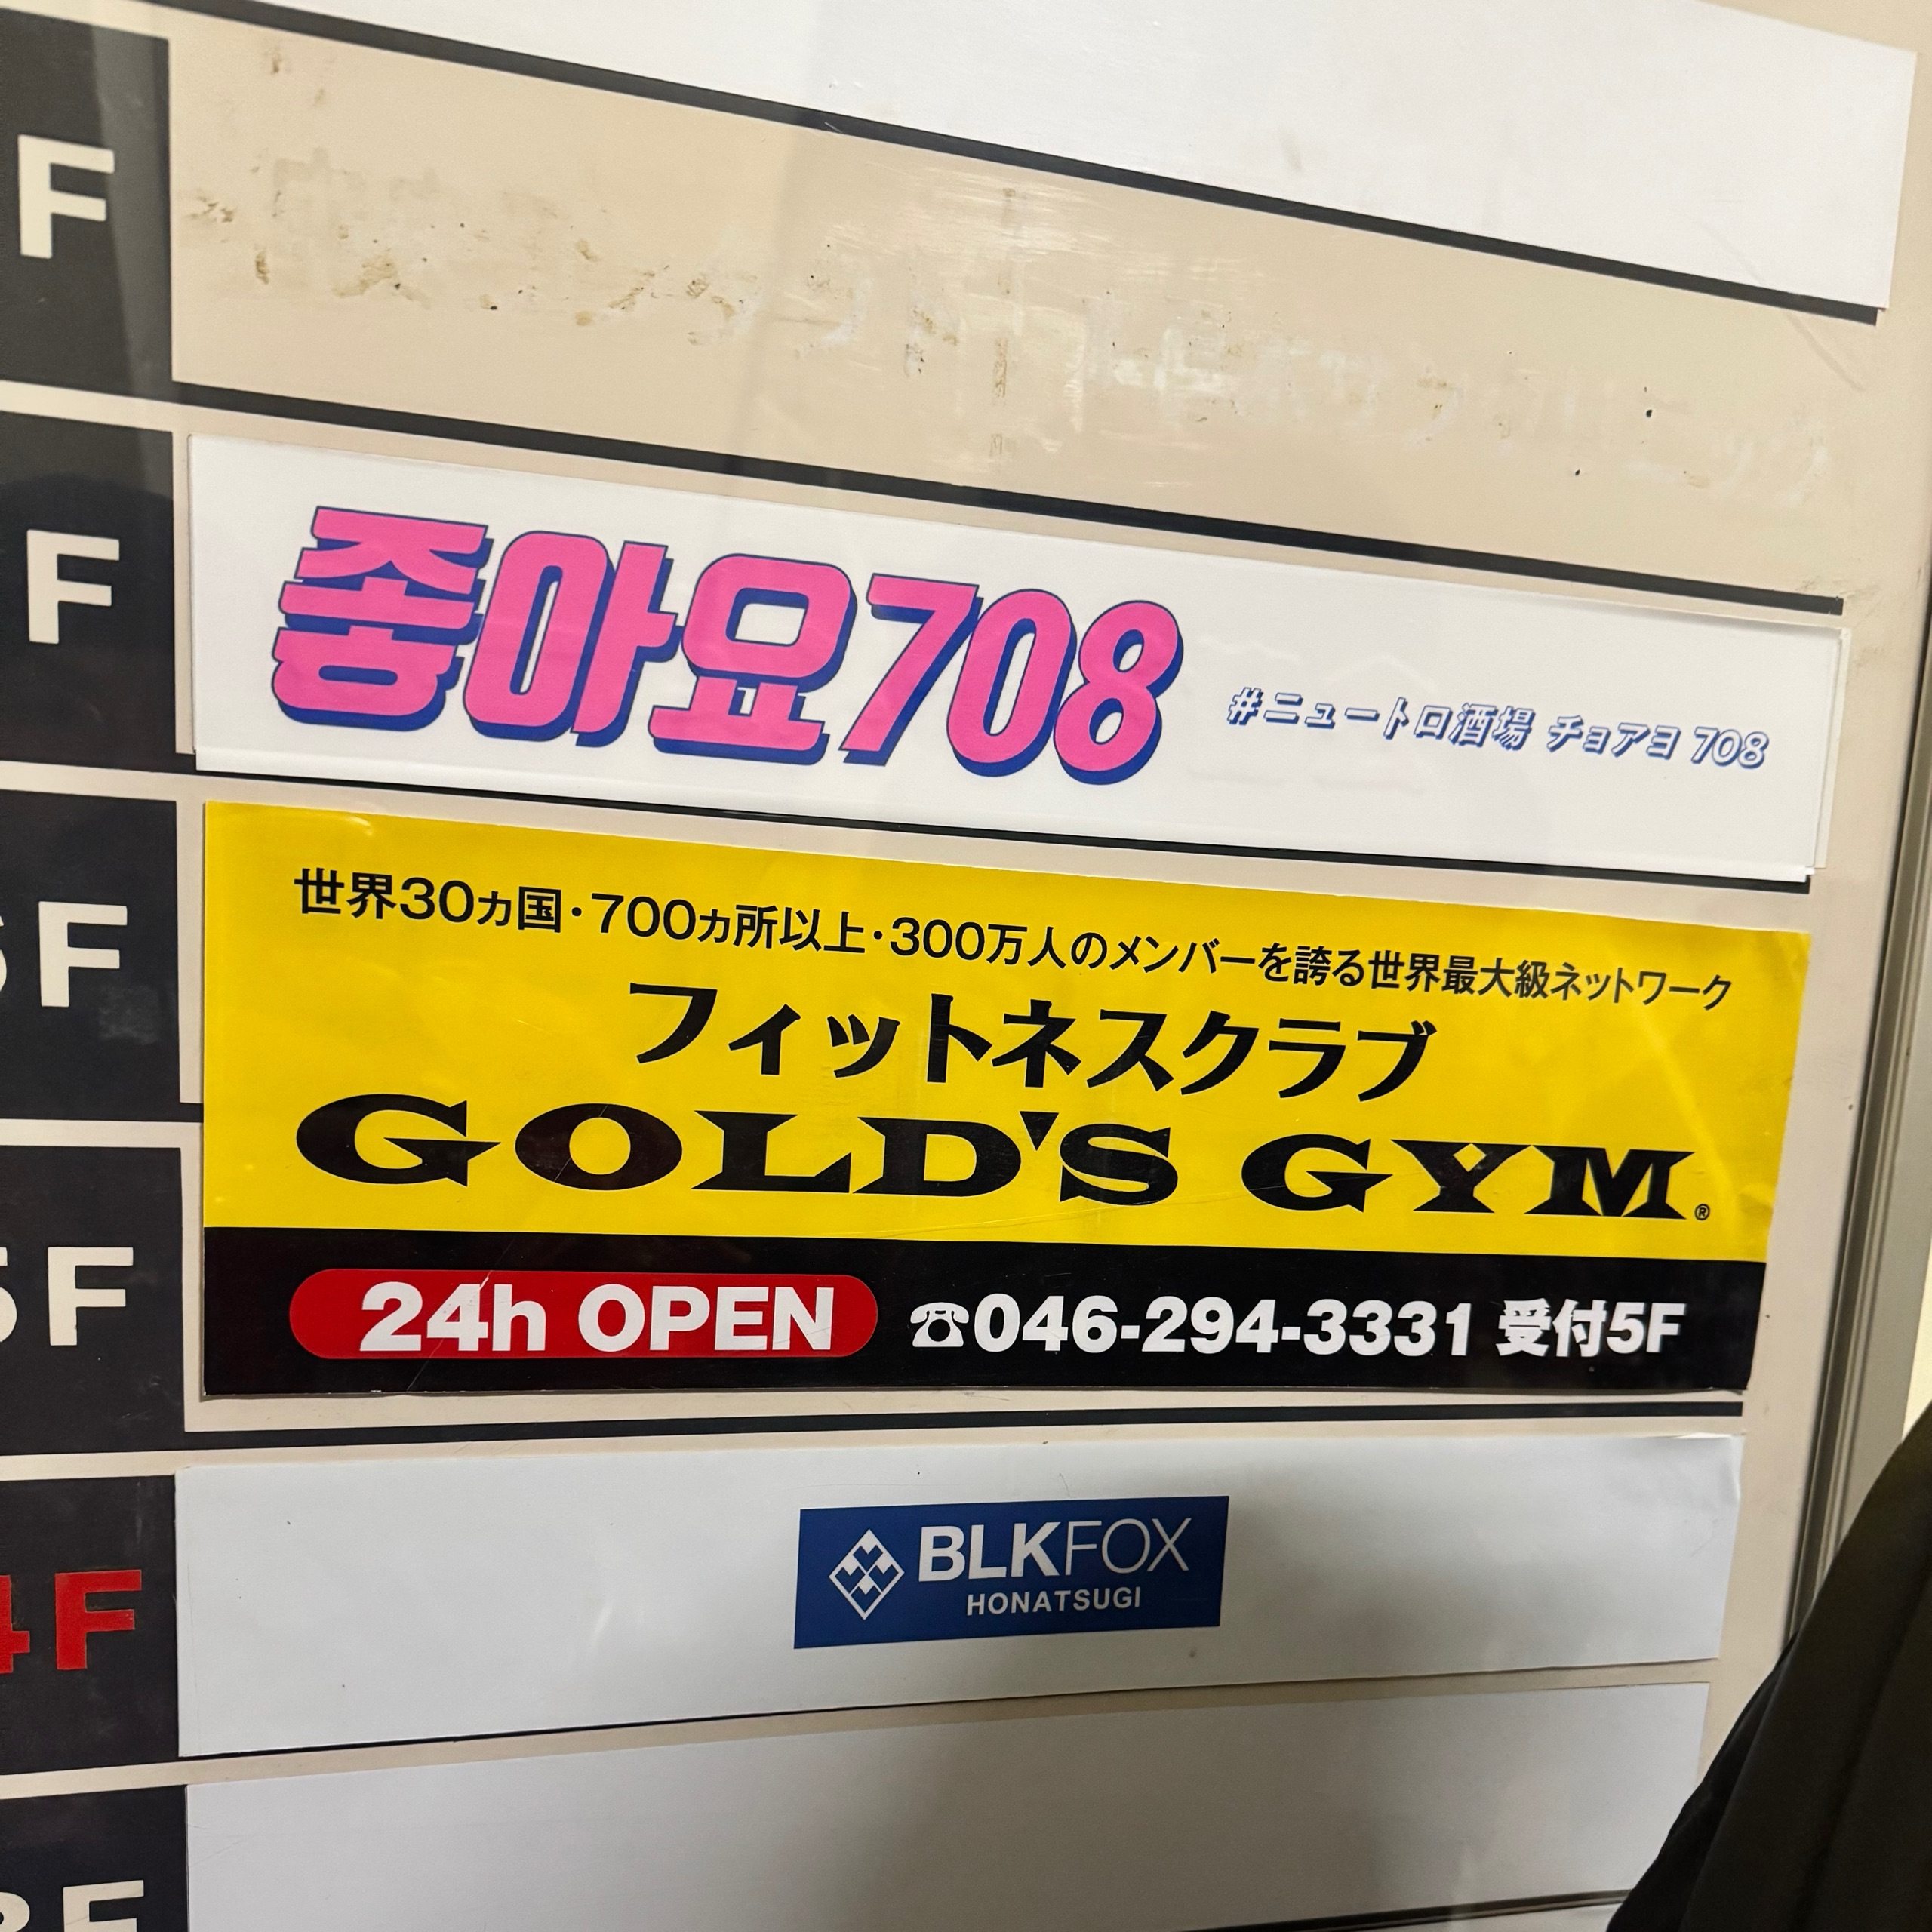 F
F
좋아요708
#ニュートロ酒場 チョアヨ 708
6F
世界30ヵ国・700ヵ所以上・300万人のメンバーを誇る世界最大級ネットワーク
フィットネスクラブ
GOLD'S GYM®
5F
24h OPEN ☎046-294-3331 受付5F
4F
BLKFOX
HONATSUGI
3F